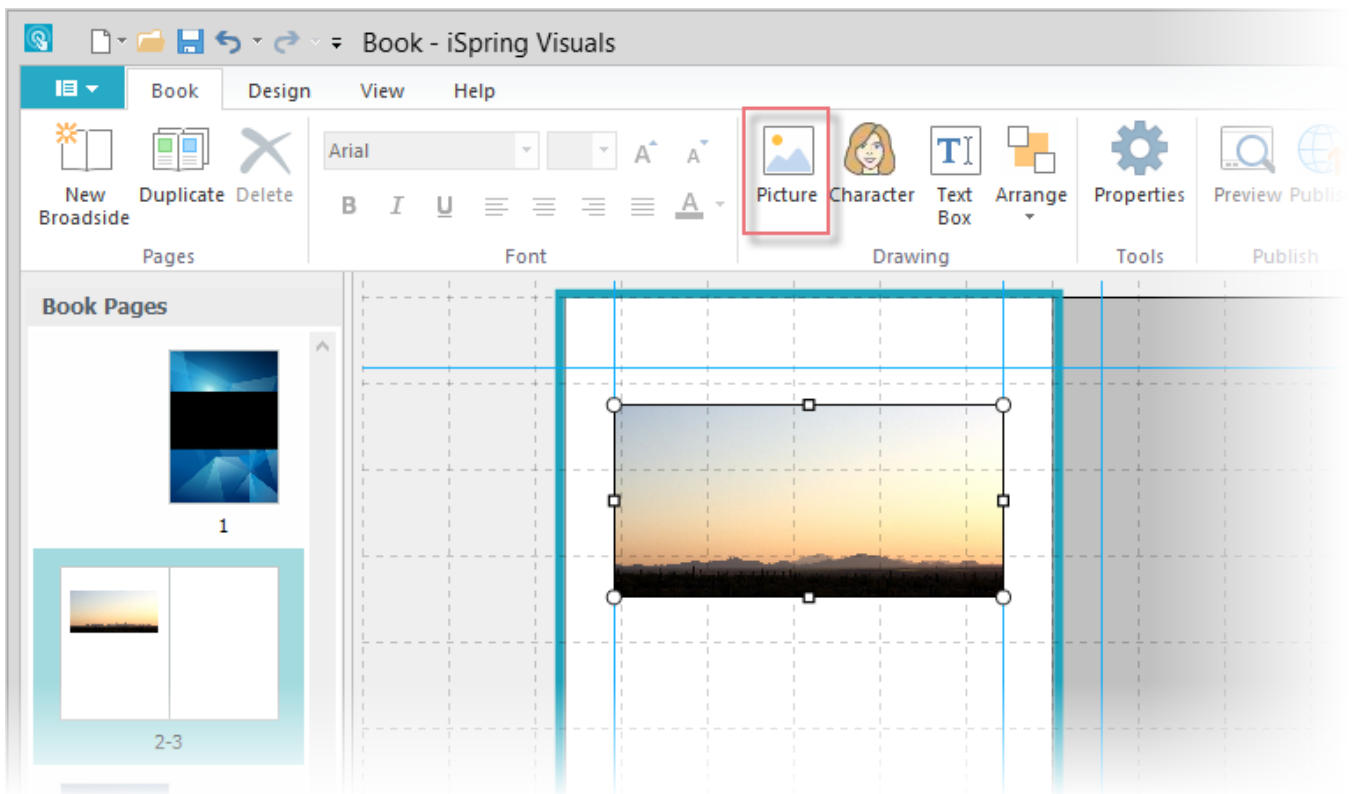 Book - iSpring Visuals
Book Design View Help
Arial
B I U A
A A
New Broadside
Duplicate
Delete
Picture
Character
Text Box
Arrange
Properties
Preview
Publish
Pages Font Drawing Tools Publish
Book Pages
1
2-3